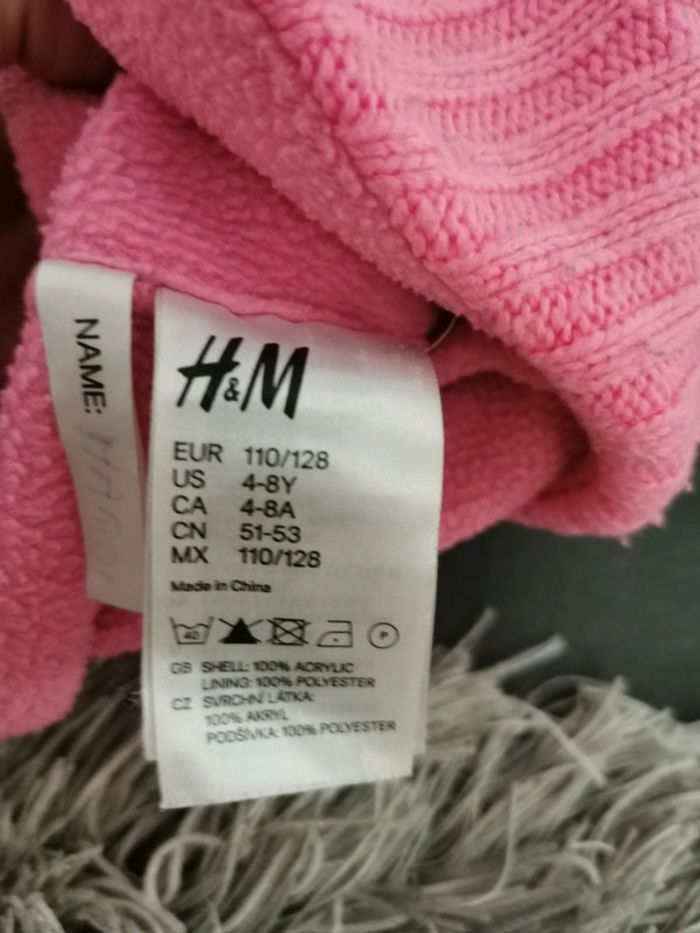 NAME:
H&M
EUR 110/128
US 4-8Y
CA 4-8A
CN 51-53
MX 110/128
Made in China
40 P
GB SHELL: 100% ACRYLIC
LINING: 100% POLYESTER
CZ SVRCHNÍ LÁTKA:
100% AKRYL
PODŠÍVKA: 100% POLYESTER